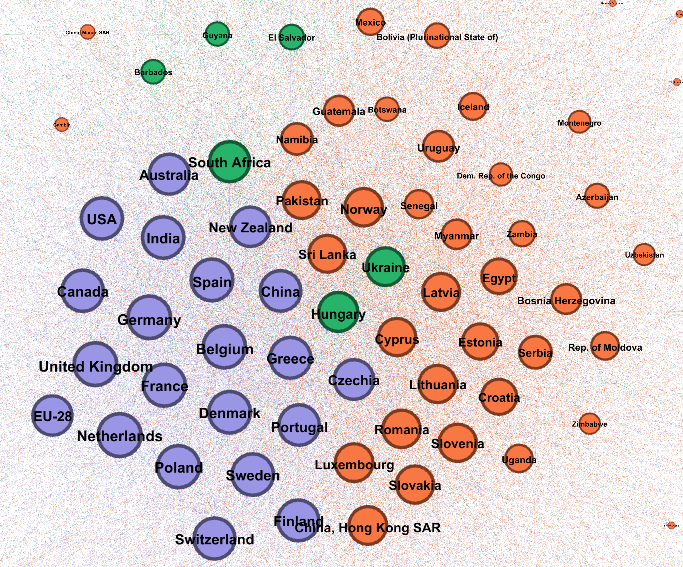 Mexico
China, Macao SAR
Guyana
El Salvador
Bolivia (Plurinational State of)
Barbados
Guatemala
Botswana
Iceland
Montenegro
Namibia
Uruguay
South Africa
Australia
Dem. Rep. of the Congo
Pakistan
Norway
Senegal
Azerbaijan
USA
India
New Zealand
Myanmar
Zambia
Sri Lanka
Ukraine
Uzbekistan
Canada
Spain
China
Latvia
Egypt
Bosnia Herzegovina
Germany
Hungary
Belgium
Greece
Cyprus
Estonia
Serbia
Rep. of Moldova
United Kingdom
France
Czechia
Lithuania
Croatia
EU-28
Netherlands
Denmark
Portugal
Romania
Slovenia
Zimbabwe
Poland
Sweden
Luxembourg
Slovakia
Uganda
Switzerland
Finland
China, Hong Kong SAR